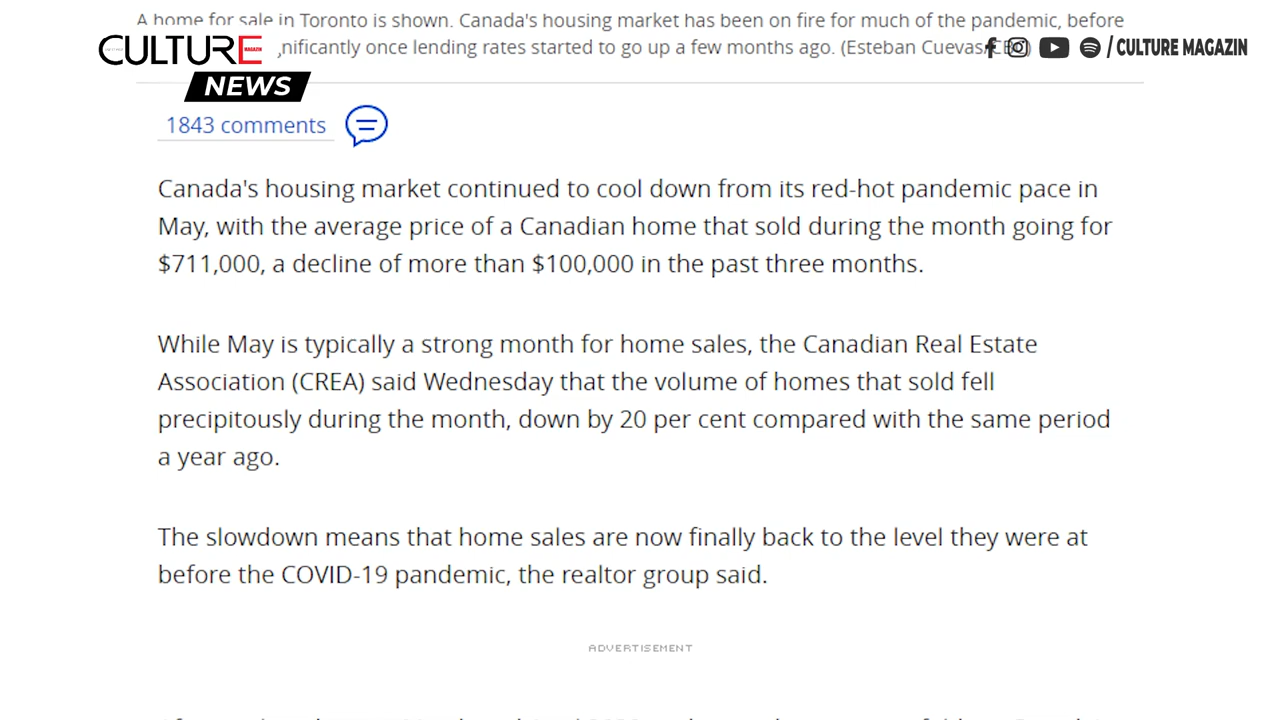 A home for sale in Toronto is shown. Canada's housing market has been on fire for much of the pandemic, before
CULTURE
MAGAZIN
once lending rates started to go up a few months ago. (Esteban Cuevas/CBC)
/ CULTURE MAGAZIN
NEWS
1843 comments
Canada's housing market continued to cool down from its red-hot pandemic pace in
May, with the average price of a Canadian home that sold during the month going for
$711,000, a decline of more than $100,000 in the past three months.
While May is typically a strong month for home sales, the Canadian Real Estate
Association (CREA) said Wednesday that the volume of homes that sold fell
precipitously during the month, down by 20 per cent compared with the same period
a year ago.
The slowdown means that home sales are now finally back to the level they were at
before the COVID-19 pandemic, the realtor group said.
ADVERTISEMENT